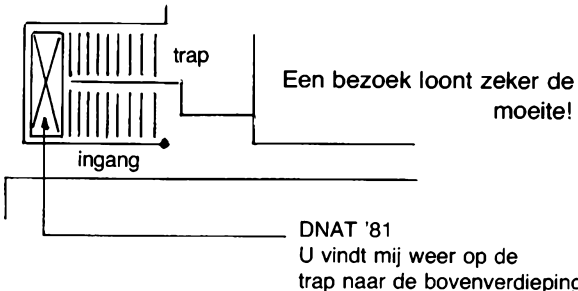 trap
Een bezoek loont zeker de
moeite!
ingang
DNAT '81
U vindt mij weer op de
trap naar de bovenverdieping